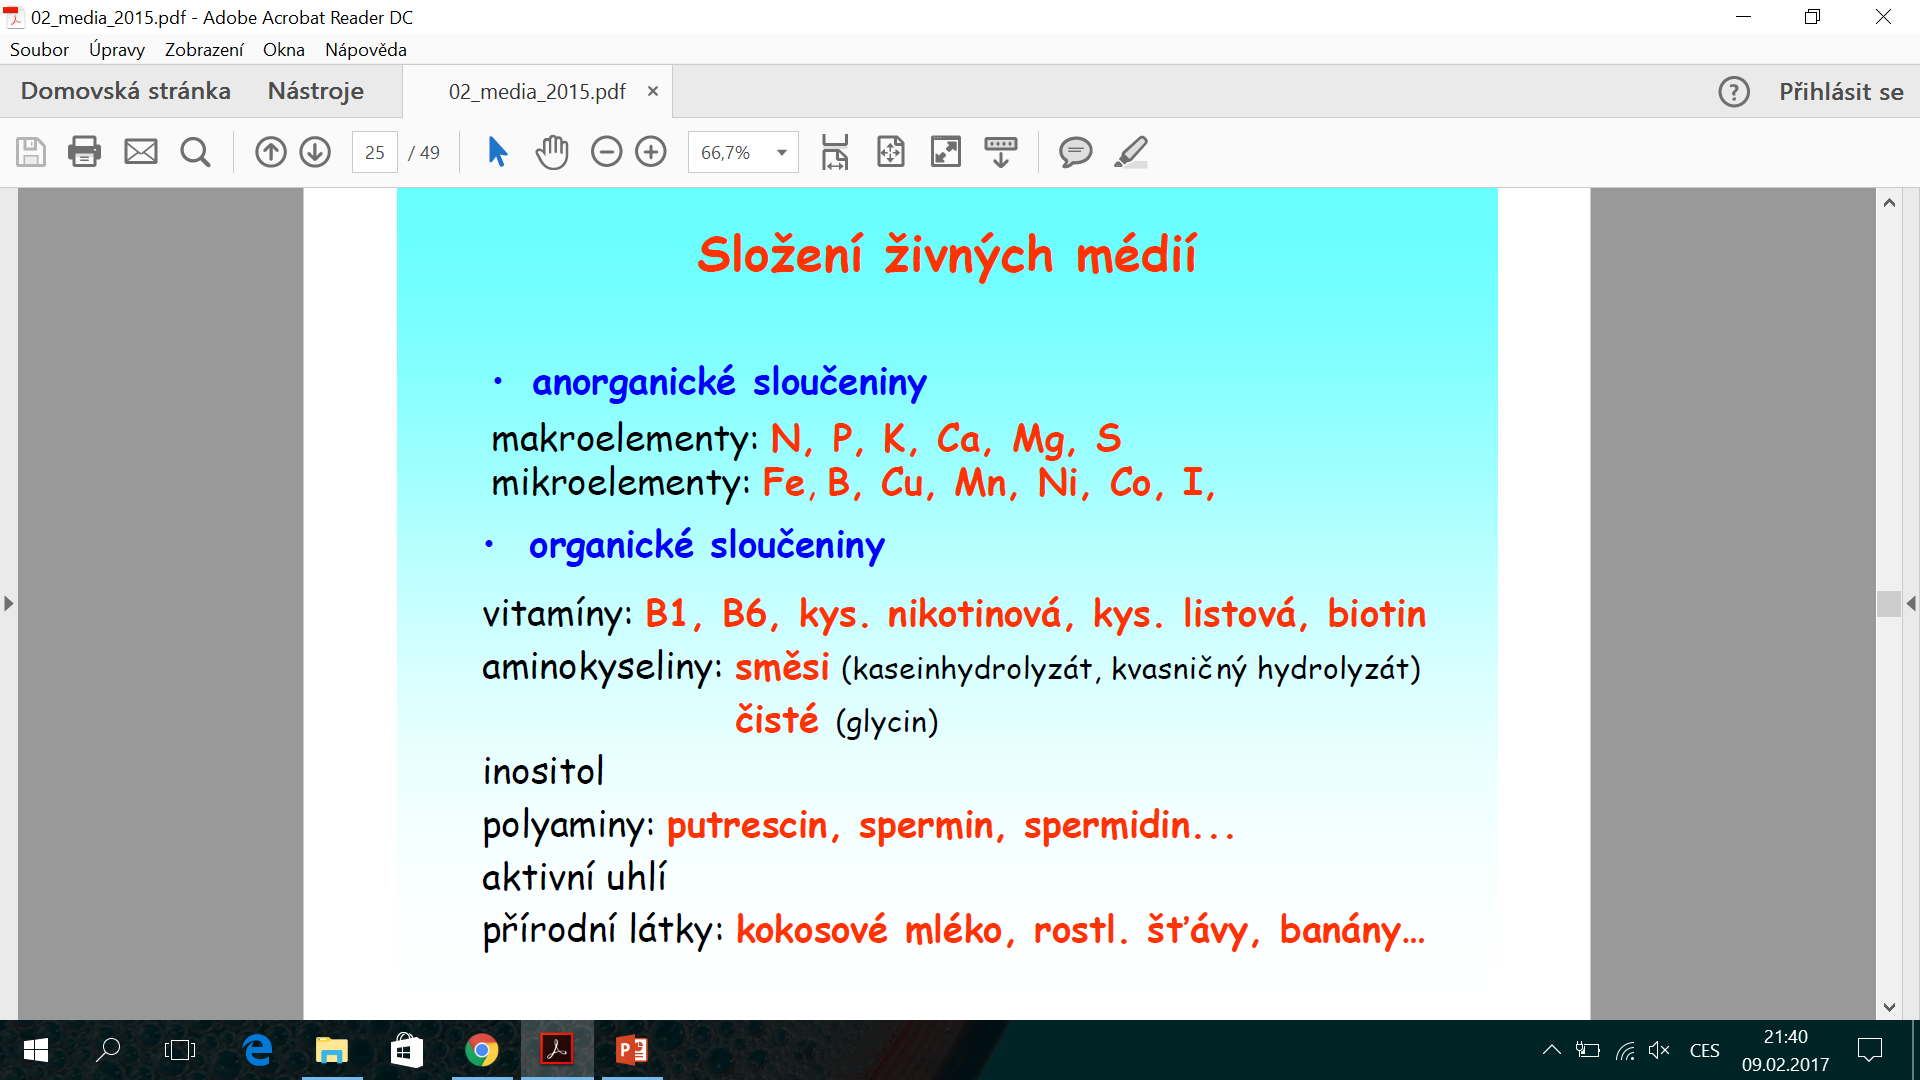 02_media_2015.pdf - Adobe Acrobat Reader DC
Soubor Úpravy Zobrazení Okna Nápověda
Domovská stránka Nástroje 02_media_2015.pdf × Přihlásit se
25 / 49 66,7%
Složení živných médií
• anorganické sloučeniny
makroelementy: N, P, K, Ca, Mg, S
mikroelementy: Fe, B, Cu, Mn, Ni, Co, I,
• organické sloučeniny
vitamíny: B1, B6, kys. nikotinová, kys. listová, biotin
aminokyseliny: směsi (kaseinhydrolyzát, kvasničný hydrolyzát)
čisté (glycin)
inositol
polyaminy: putrescin, spermin, spermidin...
aktivní uhlí
přírodní látky: kokosové mléko, rostl. šťávy, banány…
CES
21:40
09.02.2017